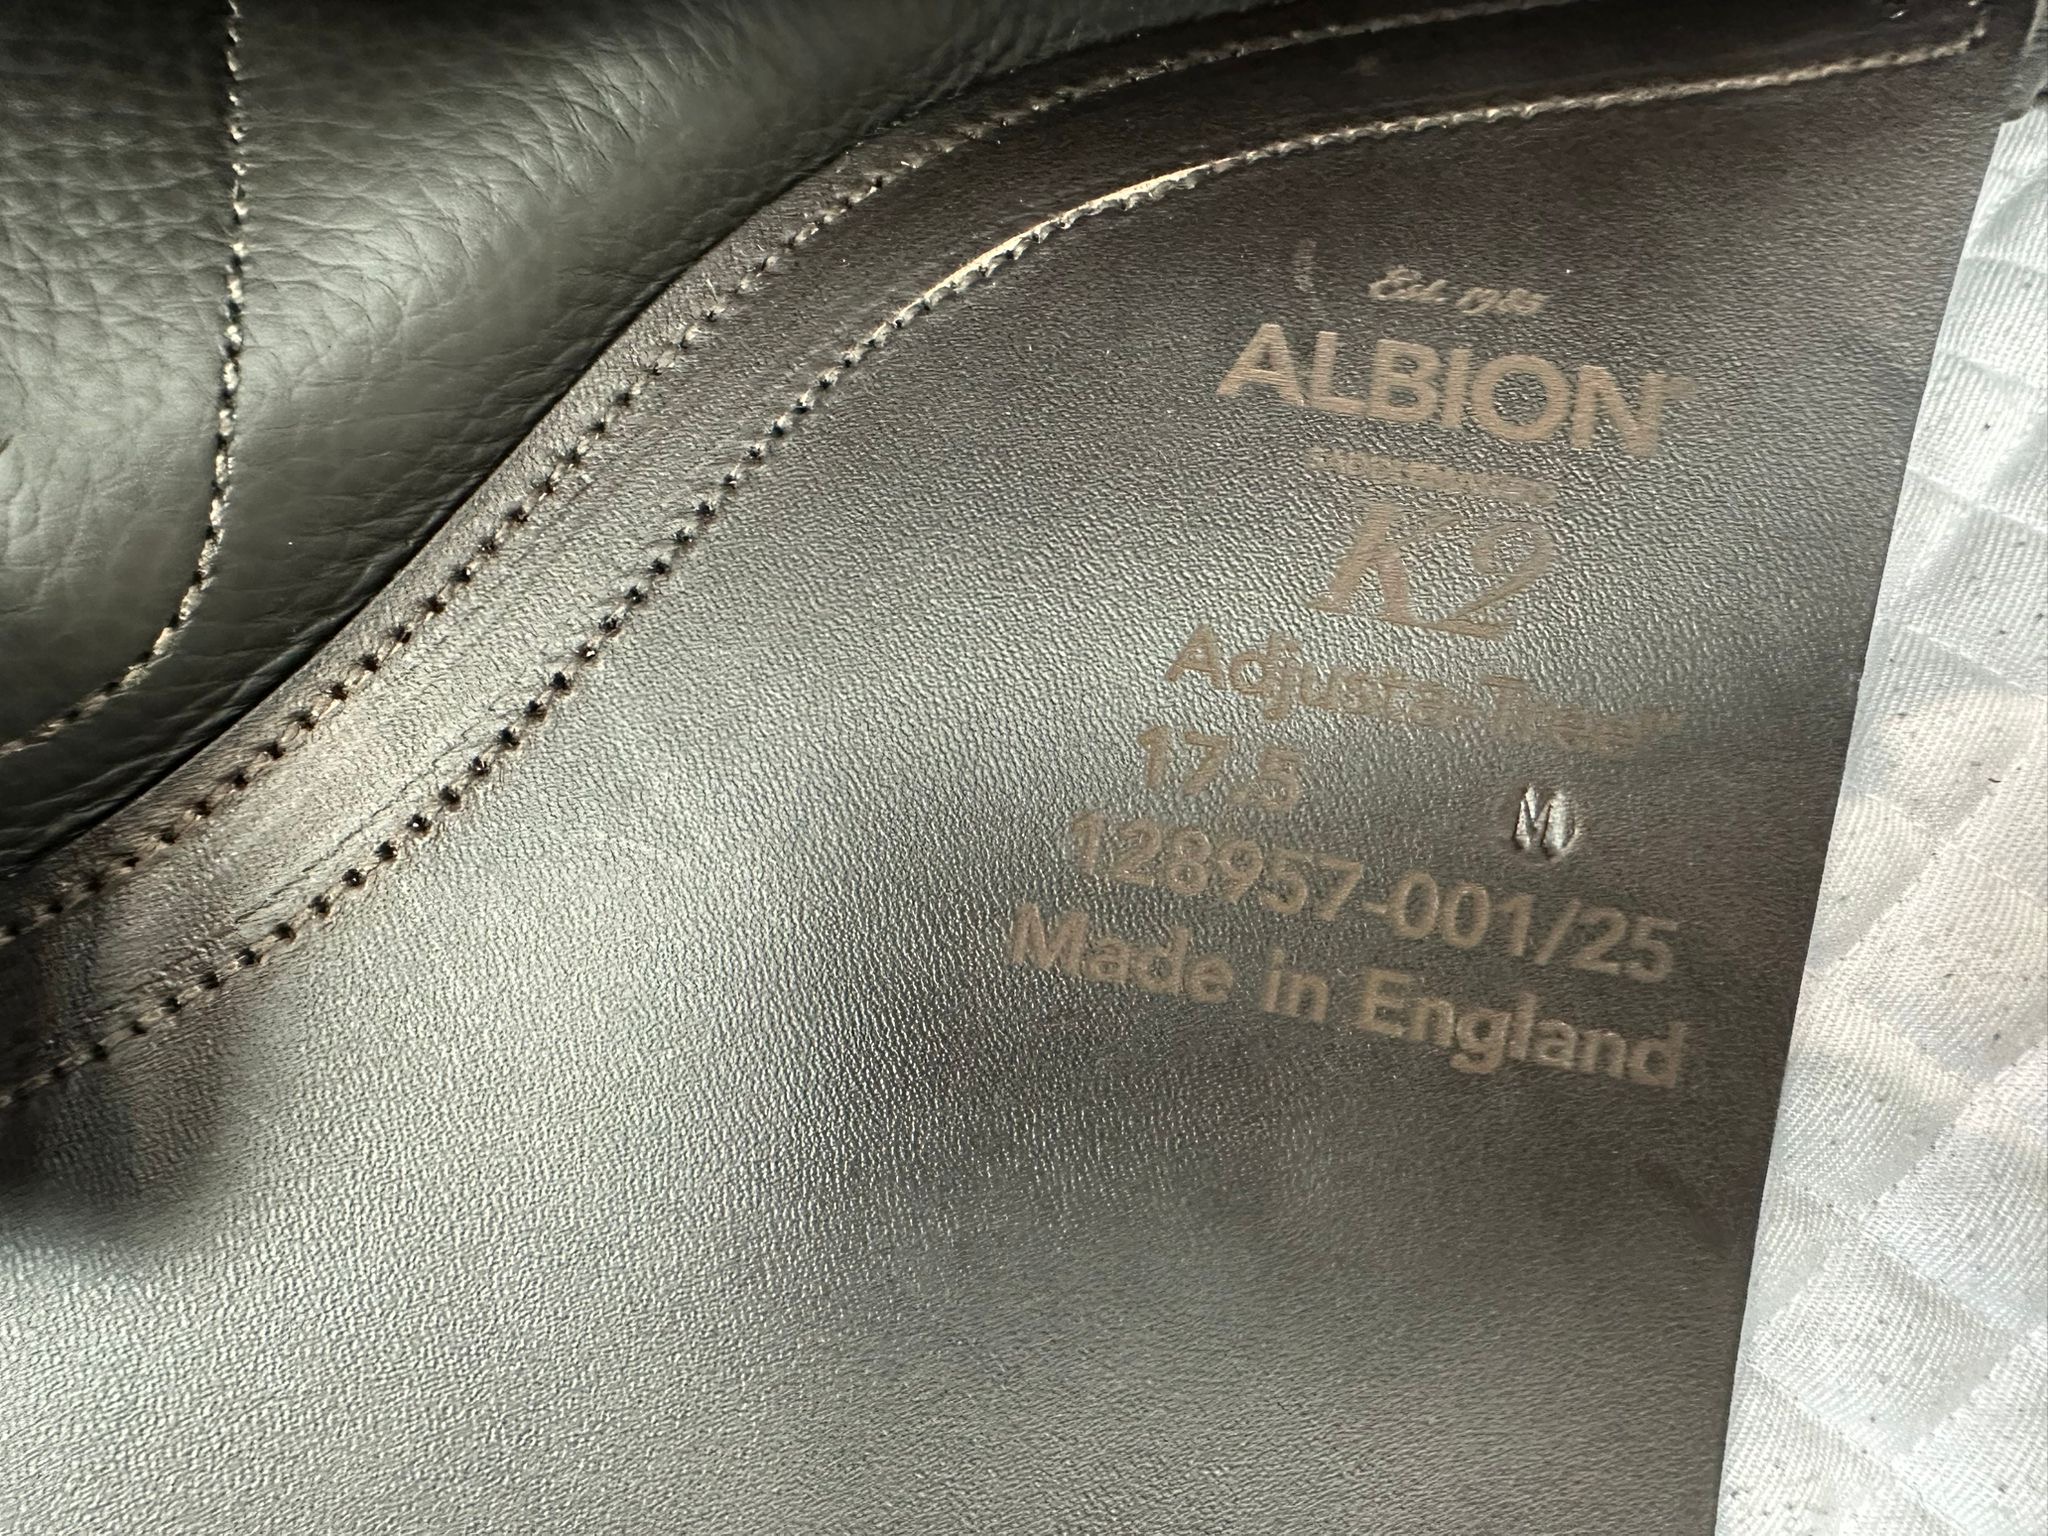 Est. 1985
ALBION
K2
Adjusta-Tree
17.5 M
128957-001/25
Made in England